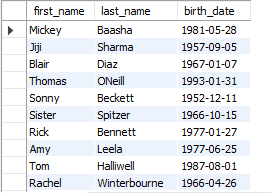 first_name last_name birth_date
Mickey Baasha 1981-05-28
Jiji Sharma 1957-09-05
Blair Diaz 1967-01-07
Thomas ONeill 1993-01-31
Sonny Beckett 1952-12-11
Sister Spitzer 1966-10-15
Rick Bennett 1977-01-27
Amy Leela 1977-06-25
Tom Halliwell 1987-08-01
Rachel Winterbourne 1966-04-26